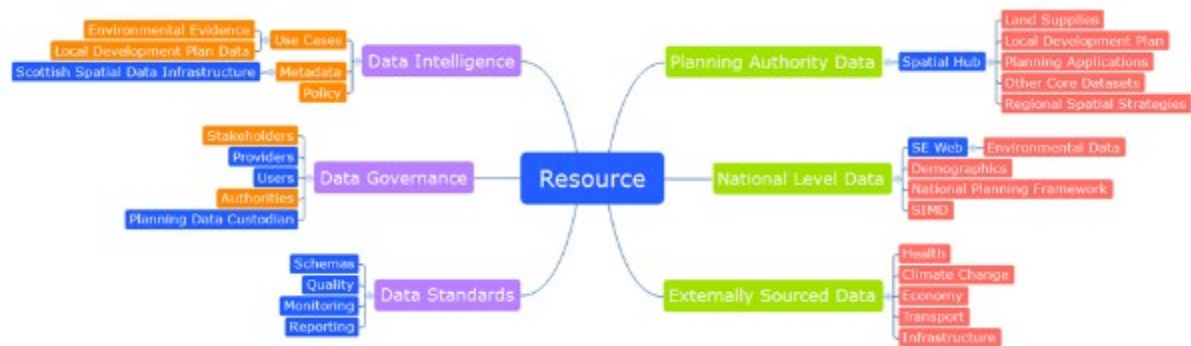 Environmental Evidence
Local Development Plan Data
Use Cases
Scottish Spatial Data Infrastructure
Metadada
Policy
Data Intelligence
Stakeholders
Providers
Users
Authorities
Planning Data Custodian
Data Governance
Schemas
Quality
Monitoring
Reporting
Data Standards
Resource
Planning Authority Data
Spatial Hub
Land Supplies
Local Development Plan
Planning Applications
Other Core Datasets
Regional Spatial Strategies
National Level Data
SE Web
Environmental Data
Demographics
National Planning Framework
SIMD
Externally Sourced Data
Health
Climate Change
Economy
Transport
Infrastructure